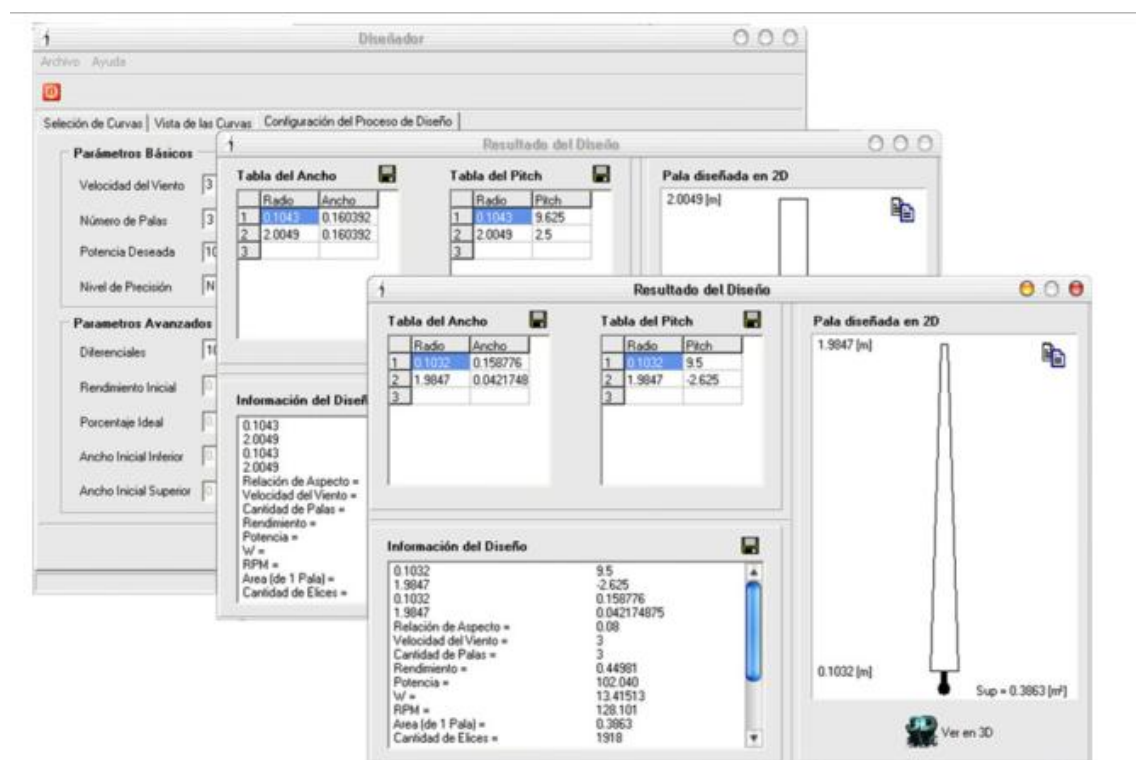 Diseñador
Archivo Ayuda
Seleción de Curvas Vista de las Curvas Configuración del Proceso de Diseño
Parámetros Básicos
Velocidad del Viento 3
Número de Palas 3
Potencia Deseada 10
Nivel de Precisión N
Parametros Avanzados
Diferenciales 10
Rendimiento Inicial 0
Porcentaje Ideal 0
Ancho Inicial Inferior 0
Ancho Inicial Superior 0
Resultado del Diseño
Tabla del Ancho
Radio Ancho
1 0.1043 0.160392
2 2.0049 0.160392
3
Tabla del Pitch
Radio Pitch
1 0.1043 9.625
2 2.0049 2.5
3
Pala diseñada en 2D
2.0049 [m]
Información del Diseñ
0.1043
2.0049
0.1043
2.0049
Relación de Aspecto =
Velocidad del Viento =
Cantidad de Palas =
Rendimiento =
Potencia =
W =
RPM =
Area (de 1 Pala) =
Cantidad de Elices =
Resultado del Diseño
Tabla del Ancho
Radio Ancho
1 0.1032 0.158776
2 1.9847 0.0421748
3
Tabla del Pitch
Radio Pitch
1 0.1032 9.5
2 1.9847 -2.625
3
Pala diseñada en 2D
1.9847 [m]
0.1032 [m]
Sup = 0.3863 [m²]
Ver en 3D
Información del Diseño
0.1032 9.5
1.9847 -2.625
0.1032 0.158776
1.9847 0.042174875
Relación de Aspecto = 0.08
Velocidad del Viento = 3
Cantidad de Palas = 3
Rendimiento = 0.44981
Potencia = 102.040
W = 13.41513
RPM = 128.101
Area (de 1 Pala) = 0.3863
Cantidad de Elices = 1918